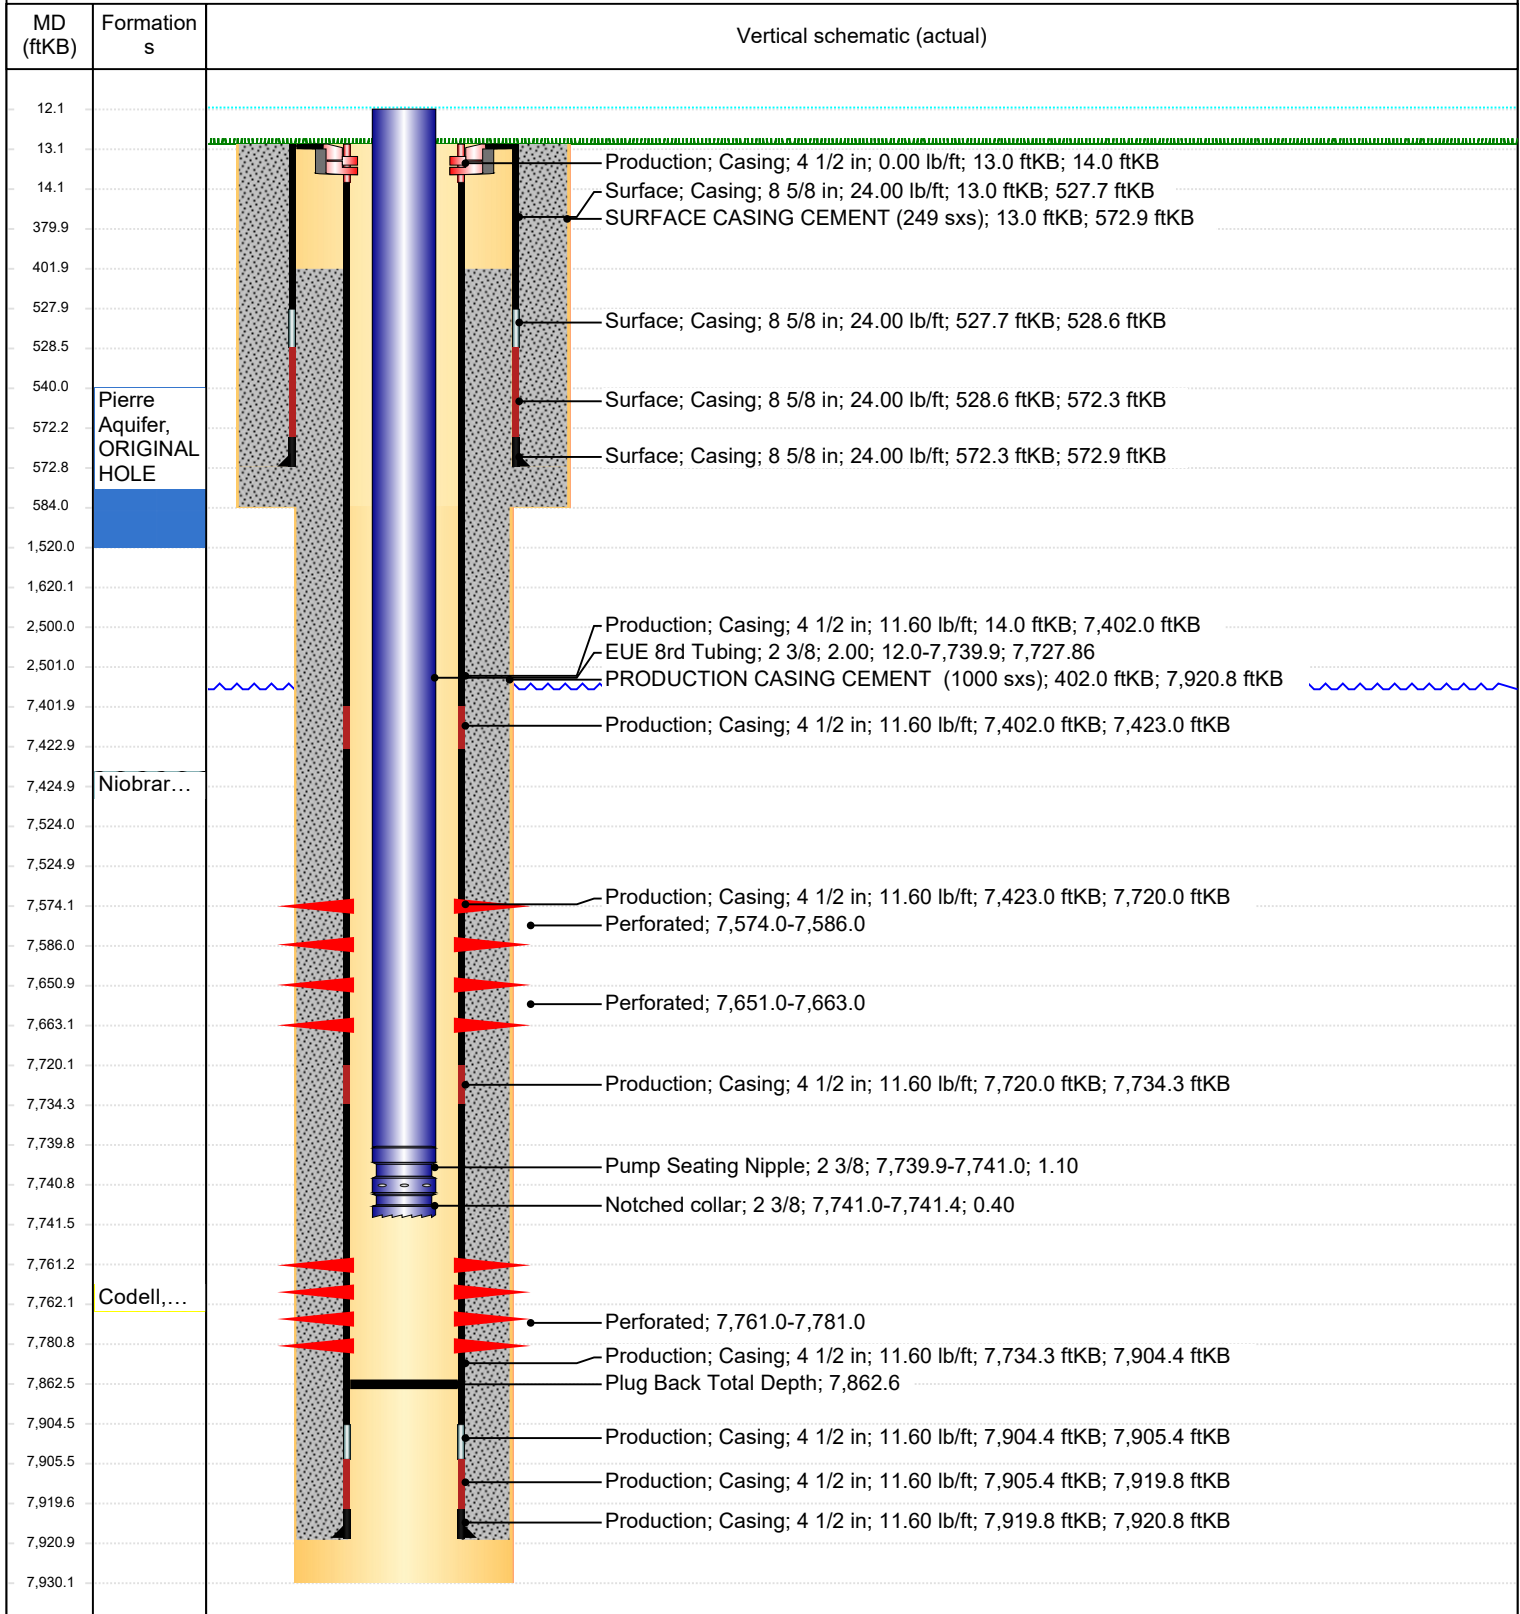 MD
(ftKB)
Formation
s
Vertical schematic (actual)
12.1
13.1
Production; Casing; 4 1/2 in; 0.00 lb/ft; 13.0 ftKB; 14.0 ftKB
14.1
Surface; Casing; 8 5/8 in; 24.00 lb/ft; 13.0 ftKB; 527.7 ftKB
SURFACE CASING CEMENT (249 sxs); 13.0 ftKB; 572.9 ftKB
379.9
401.9
527.9
Surface; Casing; 8 5/8 in; 24.00 lb/ft; 527.7 ftKB; 528.6 ftKB
528.5
540.0
Pierre
Aquifer,
ORIGINAL
HOLE
Surface; Casing; 8 5/8 in; 24.00 lb/ft; 528.6 ftKB; 572.3 ftKB
572.2
Surface; Casing; 8 5/8 in; 24.00 lb/ft; 572.3 ftKB; 572.9 ftKB
572.8
584.0
1,520.0
1,620.1
2,500.0
Production; Casing; 4 1/2 in; 11.60 lb/ft; 14.0 ftKB; 7,402.0 ftKB
EUE 8rd Tubing; 2 3/8; 2.00; 12.0-7,739.9; 7,727.86
2,501.0
PRODUCTION CASING CEMENT (1000 sxs); 402.0 ftKB; 7,920.8 ftKB
7,401.9
Production; Casing; 4 1/2 in; 11.60 lb/ft; 7,402.0 ftKB; 7,423.0 ftKB
7,422.9
7,424.9
Niobrar…
7,524.0
7,524.9
Production; Casing; 4 1/2 in; 11.60 lb/ft; 7,423.0 ftKB; 7,720.0 ftKB
7,574.1
Perforated; 7,574.0-7,586.0
7,586.0
7,650.9
Perforated; 7,651.0-7,663.0
7,663.1
7,720.1
Production; Casing; 4 1/2 in; 11.60 lb/ft; 7,720.0 ftKB; 7,734.3 ftKB
7,734.3
7,739.8
Pump Seating Nipple; 2 3/8; 7,739.9-7,741.0; 1.10
7,740.8
Notched collar; 2 3/8; 7,741.0-7,741.4; 0.40
7,741.5
7,761.2
Codell,…
7,762.1
Perforated; 7,761.0-7,781.0
7,780.8
Production; Casing; 4 1/2 in; 11.60 lb/ft; 7,734.3 ftKB; 7,904.4 ftKB
Plug Back Total Depth; 7,862.6
7,862.5
7,904.5
Production; Casing; 4 1/2 in; 11.60 lb/ft; 7,904.4 ftKB; 7,905.4 ftKB
7,905.5
Production; Casing; 4 1/2 in; 11.60 lb/ft; 7,905.4 ftKB; 7,919.8 ftKB
7,919.6
Production; Casing; 4 1/2 in; 11.60 lb/ft; 7,919.8 ftKB; 7,920.8 ftKB
7,920.9
7,930.1